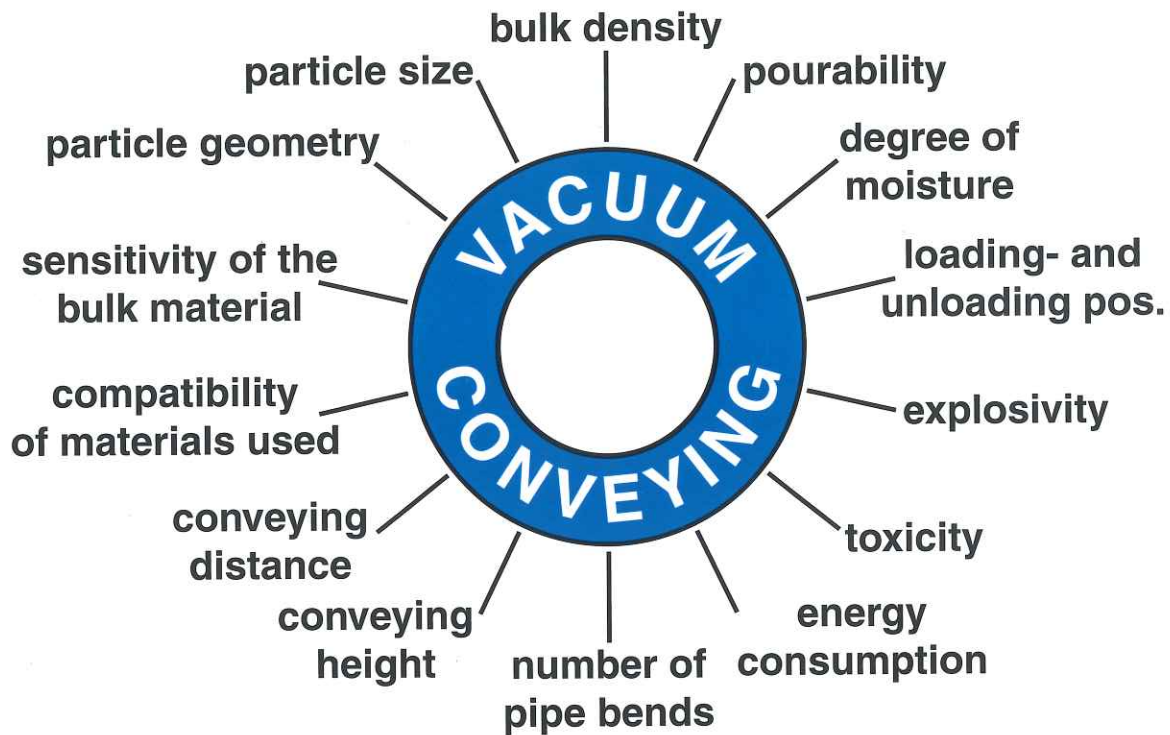 bulk density
pourability
degree of
moisture
loading- and
unloading pos.
explosivity
toxicity
energy
consumption
number of
pipe bends
conveying
height
conveying
distance
compatibility
of materials used
sensitivity of the
bulk material
particle geometry
particle size
VACUUM
CONVEYING